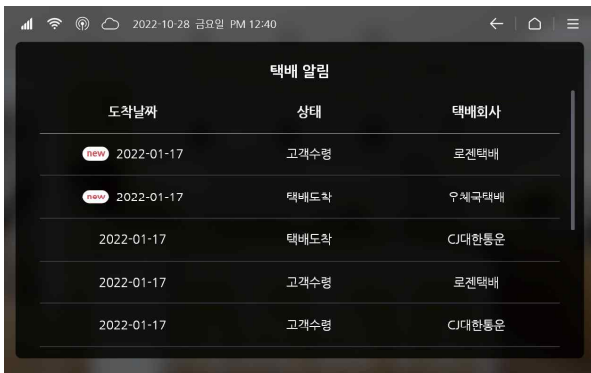 2022-10-28 금요일 PM 12:40
택배 알림
도착날짜 상태 택배회사
new 2022-01-17 고객수령 로젠택배
new 2022-01-17 택배도착 우체국택배
2022-01-17 택배도착 CJ대한통운
2022-01-17 고객수령 로젠택배
2022-01-17 고객수령 CJ대한통운